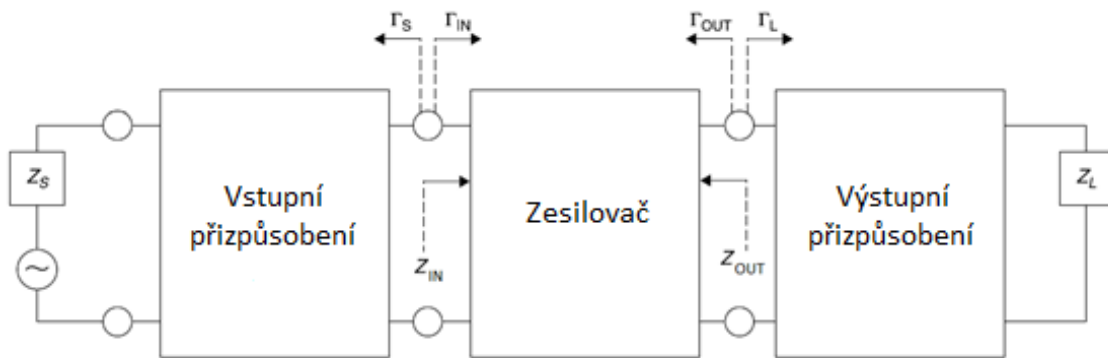 ΓS ΓIN ΓOUT ΓL
ZS
Vstupní
přizpůsobení
ZIN
Zesilovač
ZOUT
Výstupní
přizpůsobení
ZL